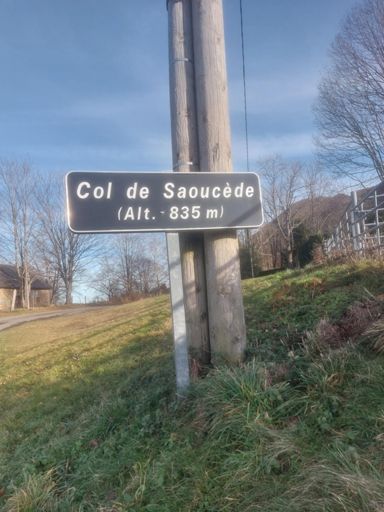 Col de Saoucède
(Alt. - 835 m)